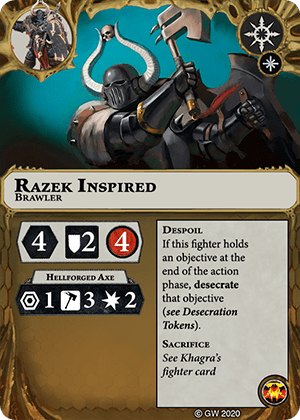 RAZEK INSPIRED
BRAWLER
4 2 4
HELLFORGED AXE
1 3 2
DESPOIL
If this fighter holds
an objective at the
end of the action
phase, desecrate
that objective
(see Desecration
Tokens).
SACRIFICE
See Khagra's
fighter card
© GW 2020